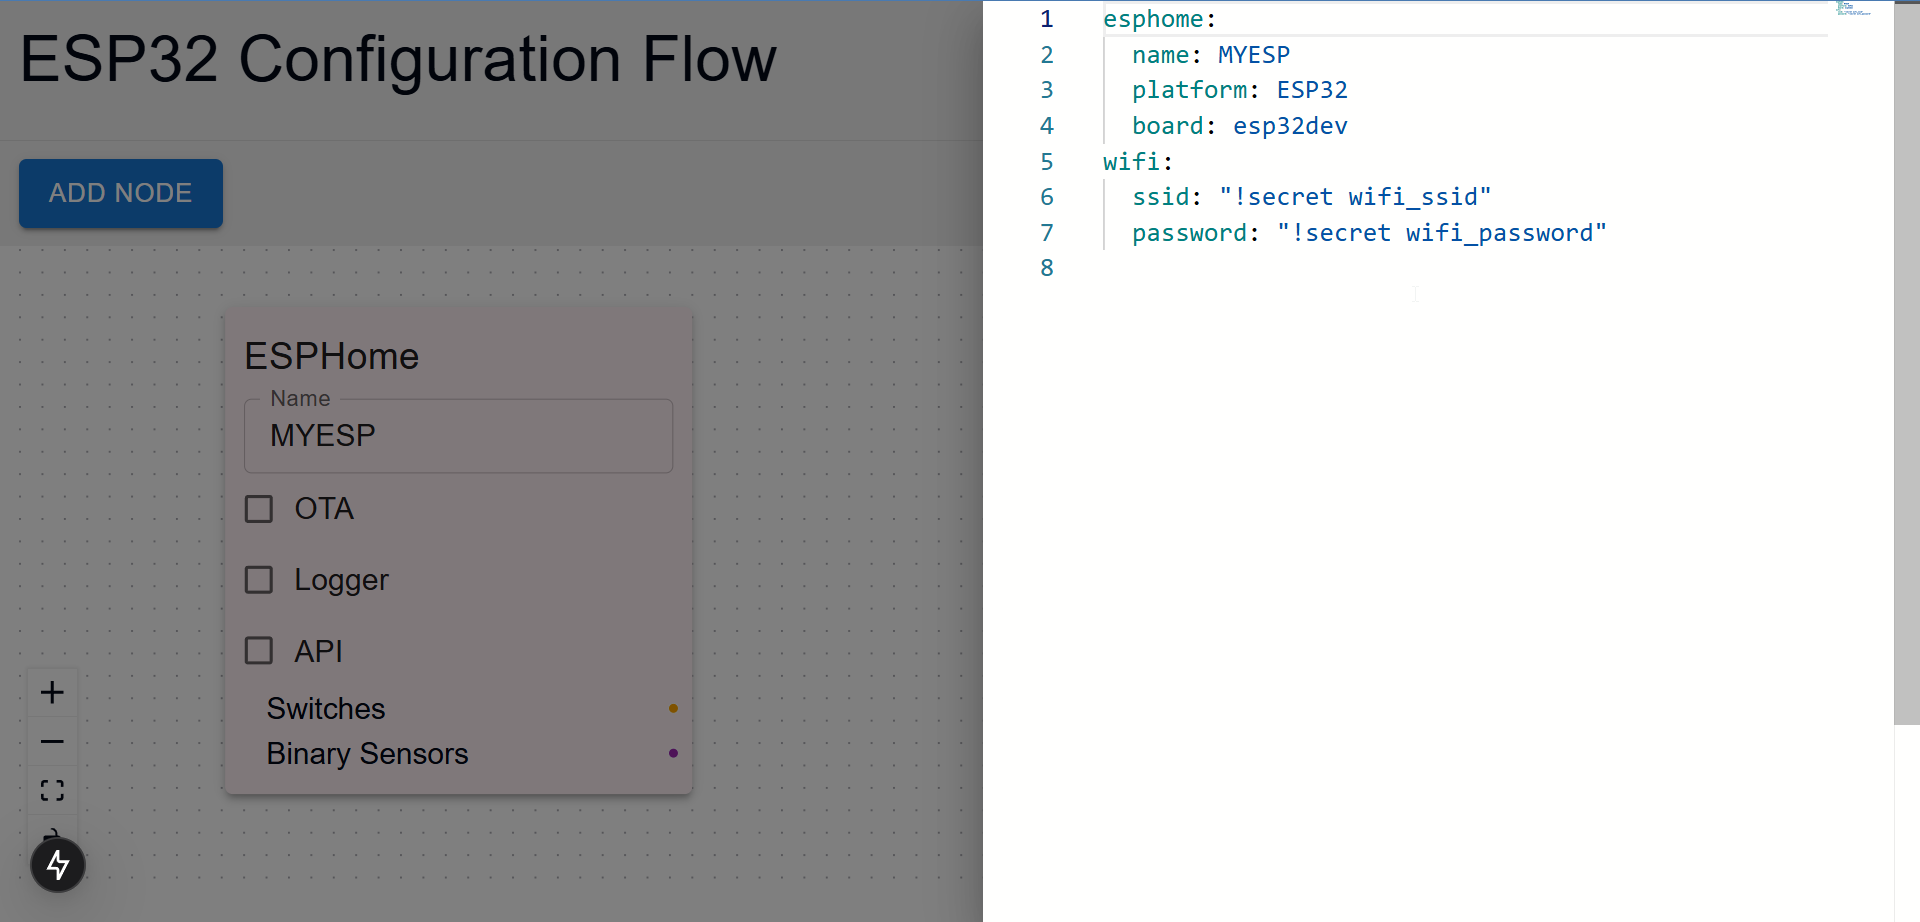 ESP32 Configuration Flow
ADD NODE
ESPHome
Name
MYESP
OTA
Logger
API
Switches
Binary Sensors
1 esphome:
2 name: MYESP
3 platform: ESP32
4 board: esp32dev
5 wifi:
6 ssid: "!secret wifi_ssid"
7 password: "!secret wifi_password"
8